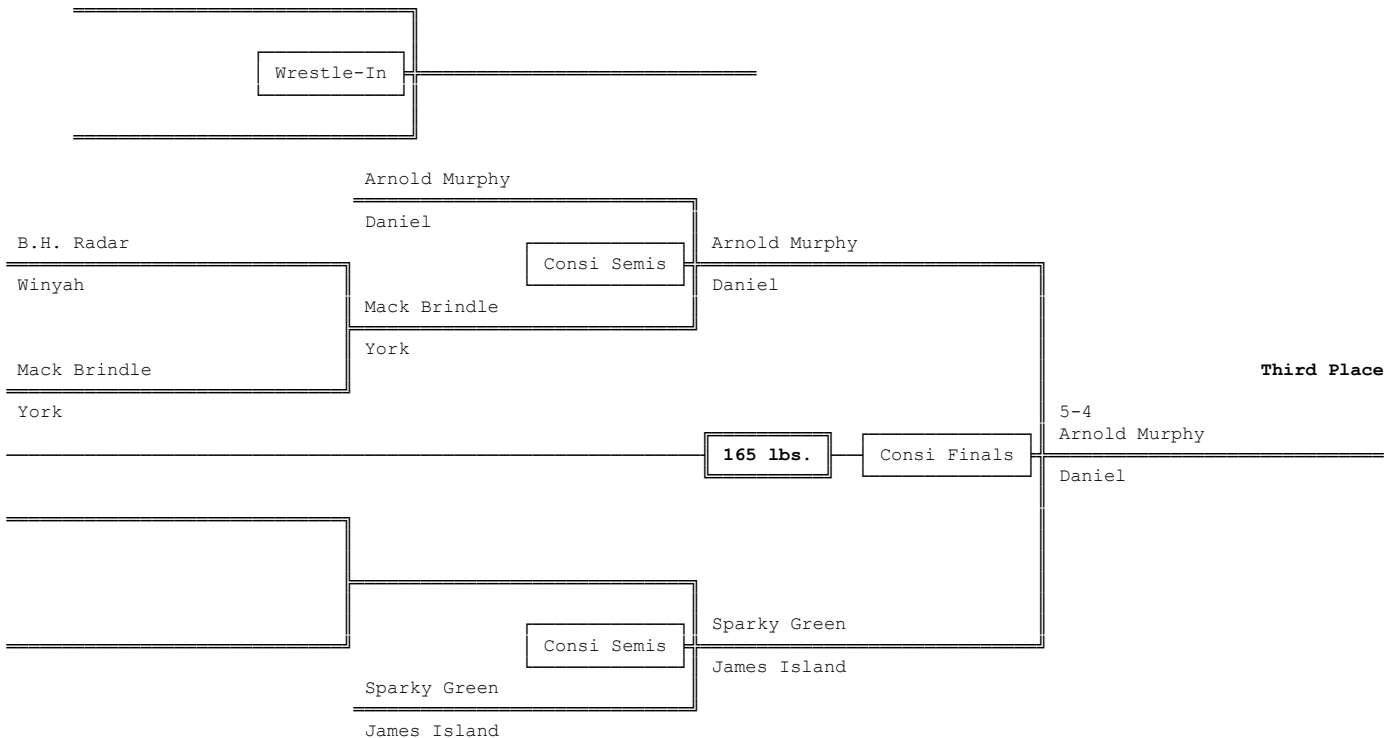 Wrestle-In
Arnold Murphy
Daniel
B.H. Radar
Arnold Murphy
Consi Semis
Winyah
Daniel
Mack Brindle
York
Mack Brindle
Third Place
York
5-4
Arnold Murphy
165 lbs.
Consi Finals
Daniel
Sparky Green
Consi Semis
James Island
Sparky Green
James Island